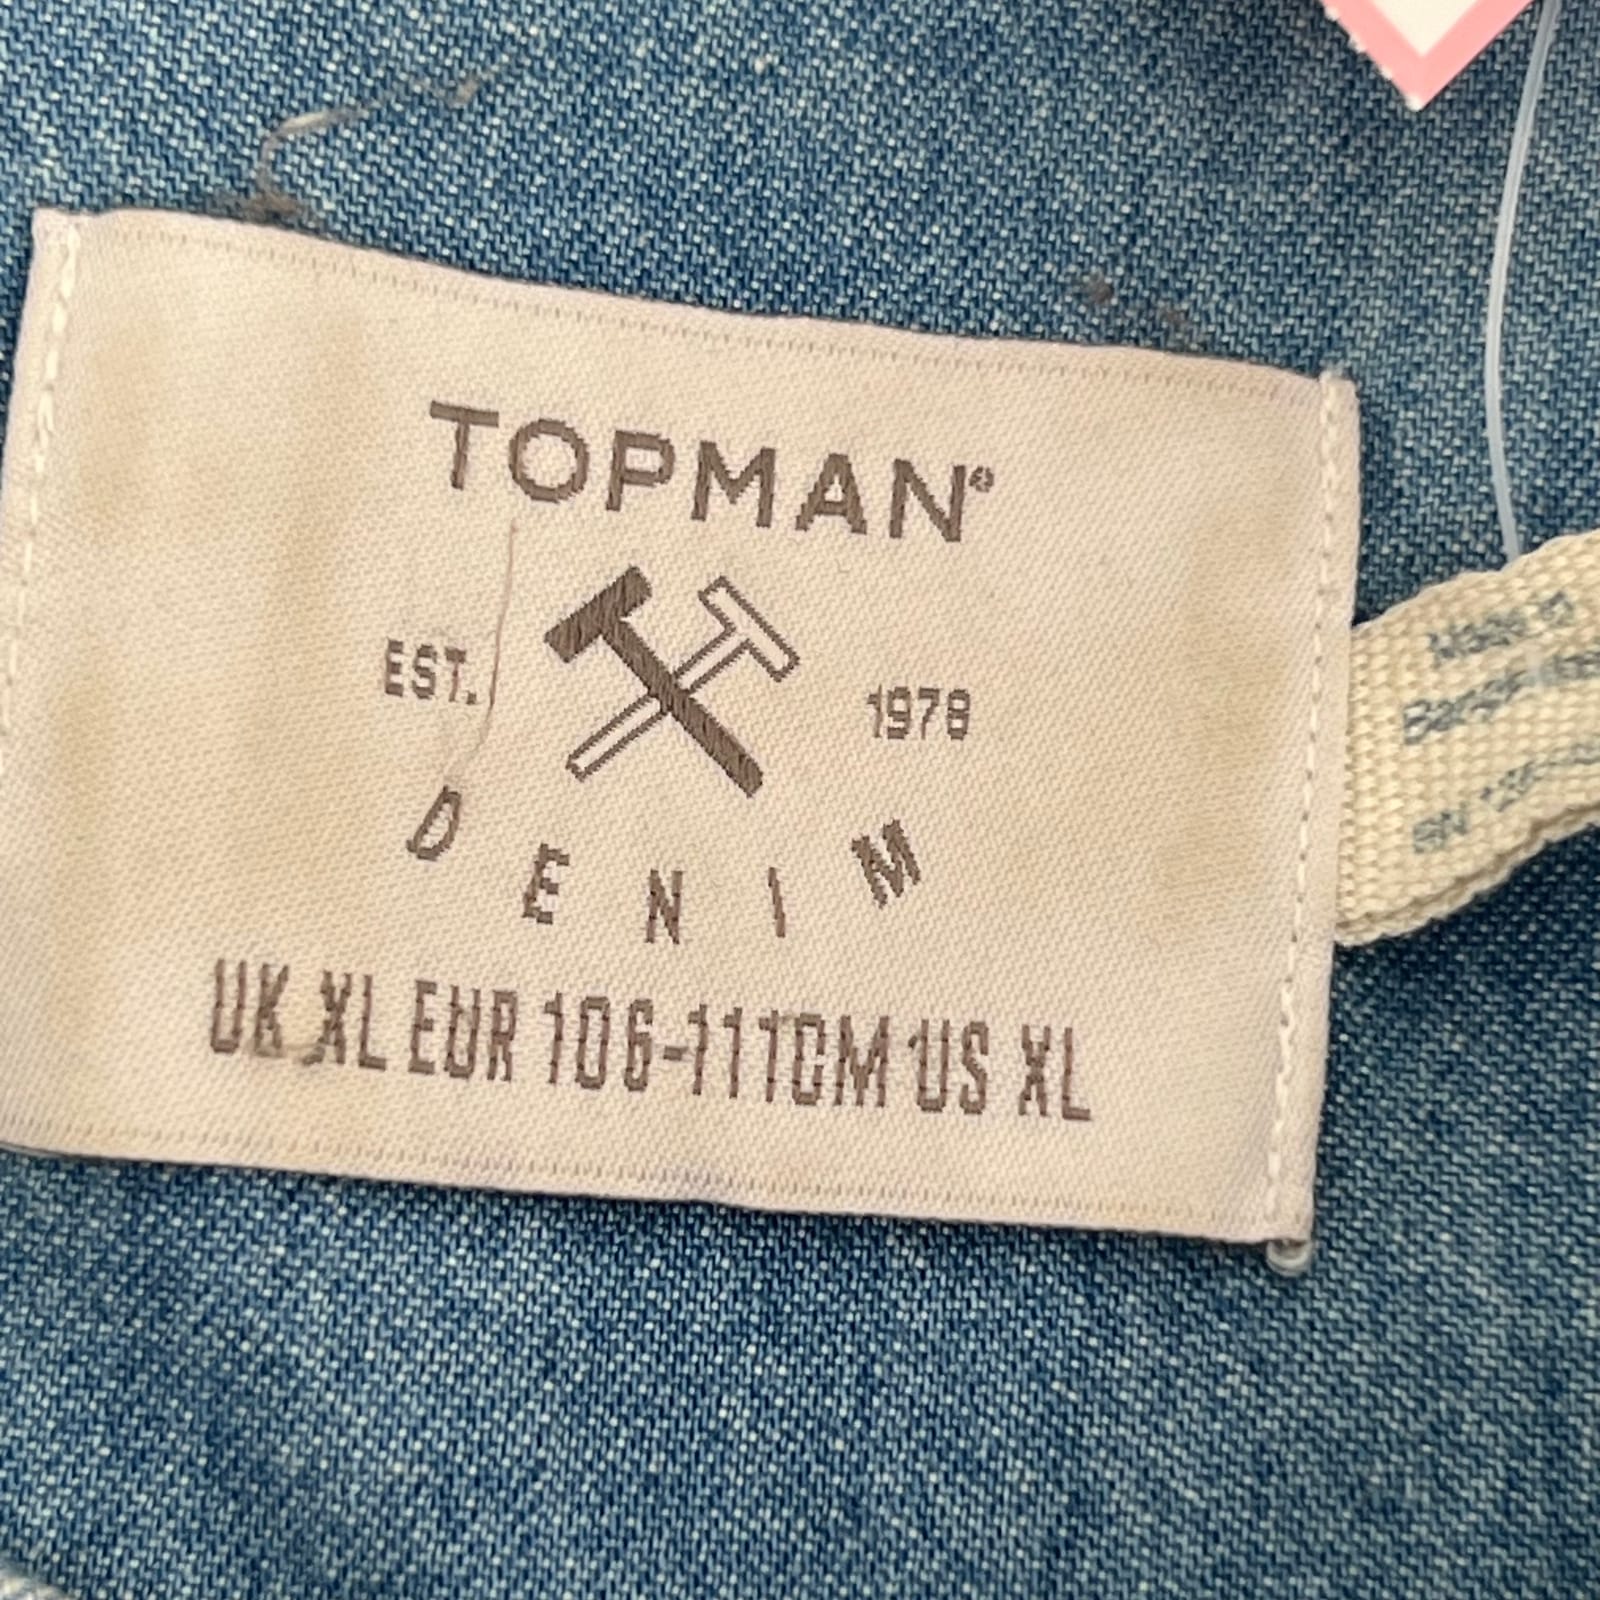 TOPMAN®
EST. 1978
DENIM
UK XL EUR 106-111CM US XL
Made in